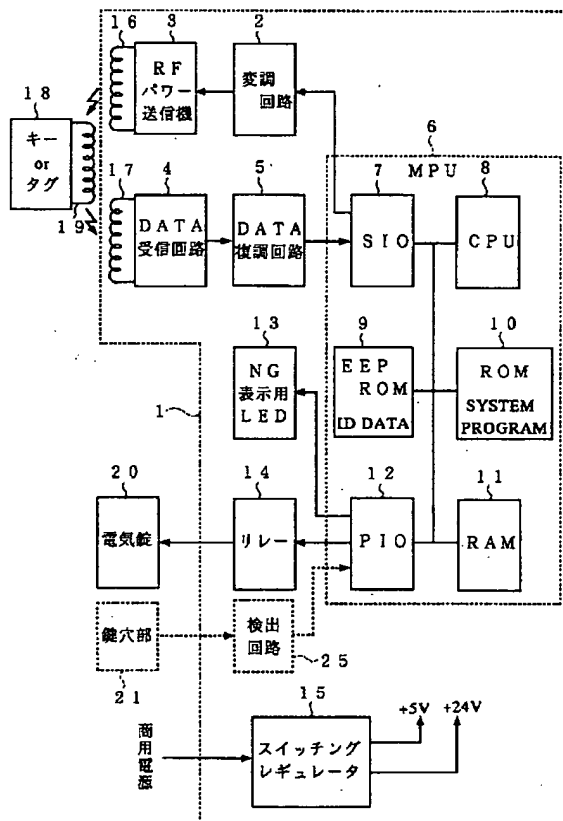 16
3
2
RF
パワー
送信機
変調
回路
18
キー
or
タグ
19
6
MPU
17
4
5
7
8
DATA
受信回路
DATA
復調回路
SIO
CPU
13
9
10
NG
表示用
LED
EEP
ROM
ID DATA
ROM
SYSTEM
PROGRAM
1
20
14
12
11
電気錠
リレー
PIO
RAM
鍵穴部
検出
回路
21
25
15
+5V
+24V
商用電源
スイッチング
レギュレータ